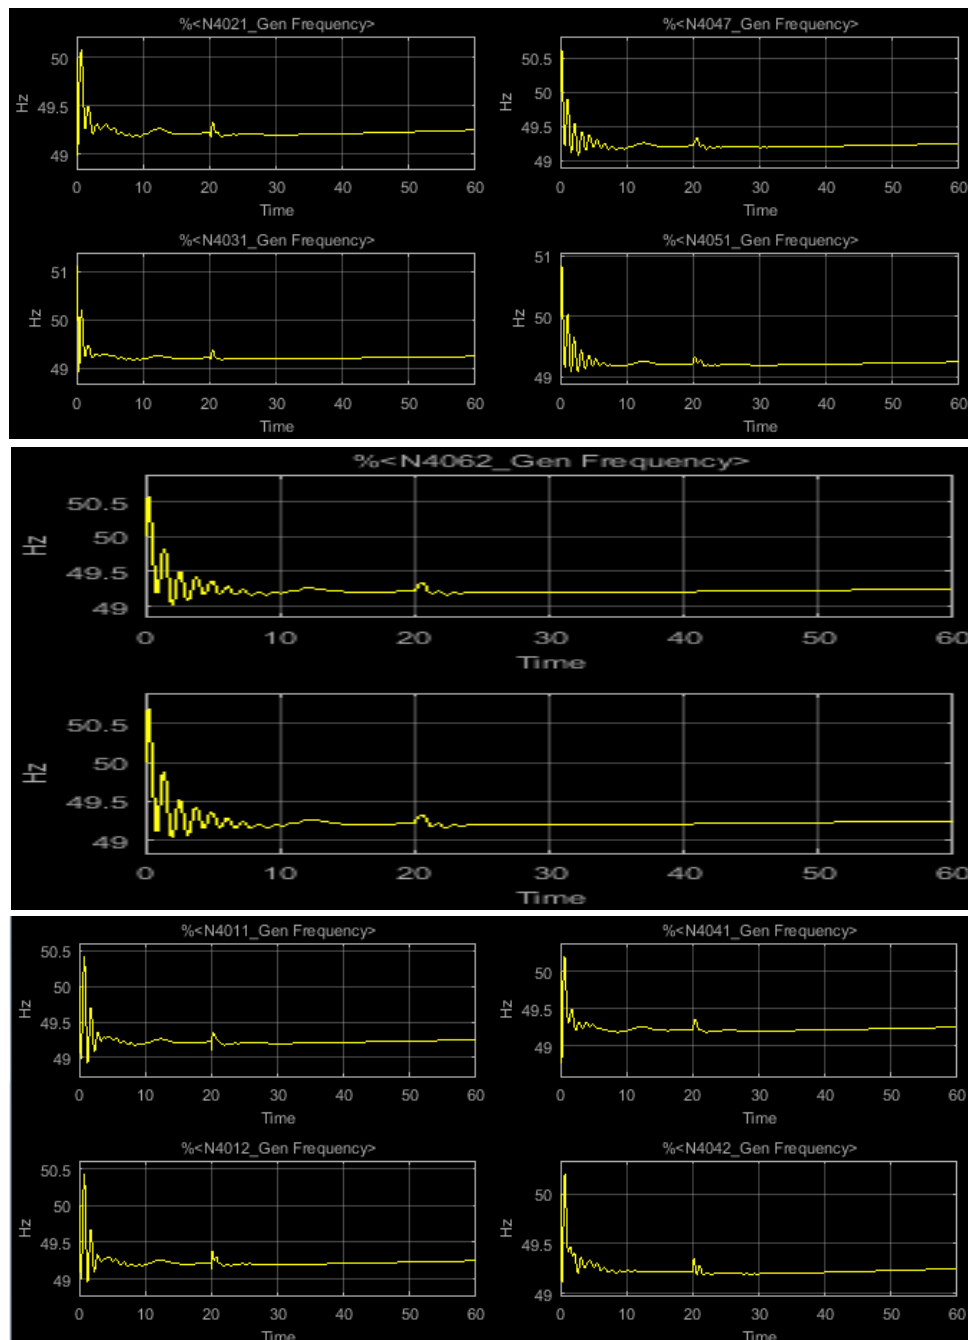 %<N4021_Gen Frequency>
50
49.5
49
Hz
0 10 20 30 40 50 60
Time
%<N4047_Gen Frequency>
50.5
50
49.5
49
Hz
0 10 20 30 40 50 60
Time
%<N4031_Gen Frequency>
51
50
49
Hz
0 10 20 30 40 50 60
Time
%<N4051_Gen Frequency>
51
50
49
Hz
0 10 20 30 40 50 60
Time
%<N4062_Gen Frequency>
50.5
50
49.5
49
Hz
0 10 20 30 40 50 60
Time
50.5
50
49.5
49
Hz
0 10 20 30 40 50 60
Time
%<N4011_Gen Frequency>
50.5
50
49.5
49
Hz
0 10 20 30 40 50 60
Time
%<N4041_Gen Frequency>
50
49.5
49
Hz
0 10 20 30 40 50 60
Time
%<N4012_Gen Frequency>
50.5
50
49.5
49
Hz
0 10 20 30 40 50 60
Time
%<N4042_Gen Frequency>
50
49.5
49
Hz
0 10 20 30 40 50 60
Time